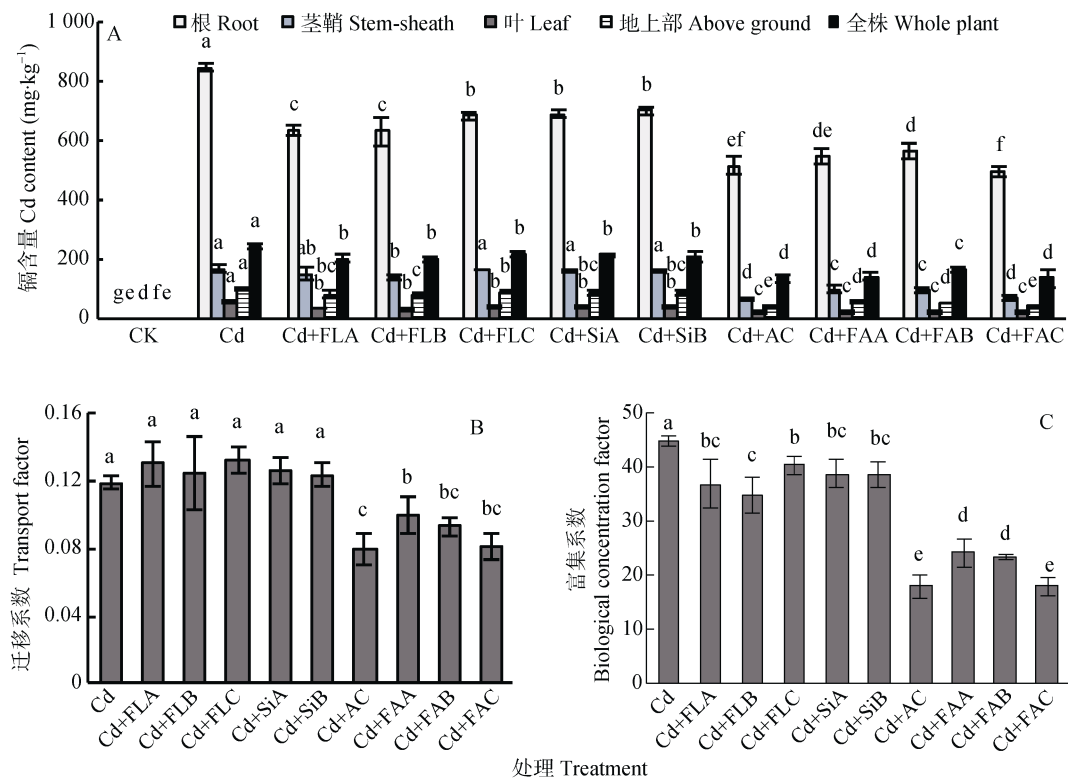 A
根 Root 茎鞘 Stem-sheath 叶 Leaf 地上部 Above ground 全株 Whole plant
镉含量 Cd content (mg·kg⁻¹)
1 000
800
600
400
200
0
g e d f e
a a a a a
c ab b bc b
c b b c b
b a b b b
b a b bc b
b a b bc b
ef d c e d
de c c d d
d c c d c
f d c e d
CK Cd Cd+FLA Cd+FLB Cd+FLC Cd+SiA Cd+SiB Cd+AC Cd+FAA Cd+FAB Cd+FAC
B
迁移系数 Transport factor
0.16
0.12
0.08
0.04
0
a a a a a a c b bc bc
Cd Cd+FLA Cd+FLB Cd+FLC Cd+SiA Cd+SiB Cd+AC Cd+FAA Cd+FAB Cd+FAC
C
富集系数
Biological concentration factor
50
40
30
20
10
0
a bc c b bc bc e d d e
Cd Cd+FLA Cd+FLB Cd+FLC Cd+SiA Cd+SiB Cd+AC Cd+FAA Cd+FAB Cd+FAC
处理 Treatment